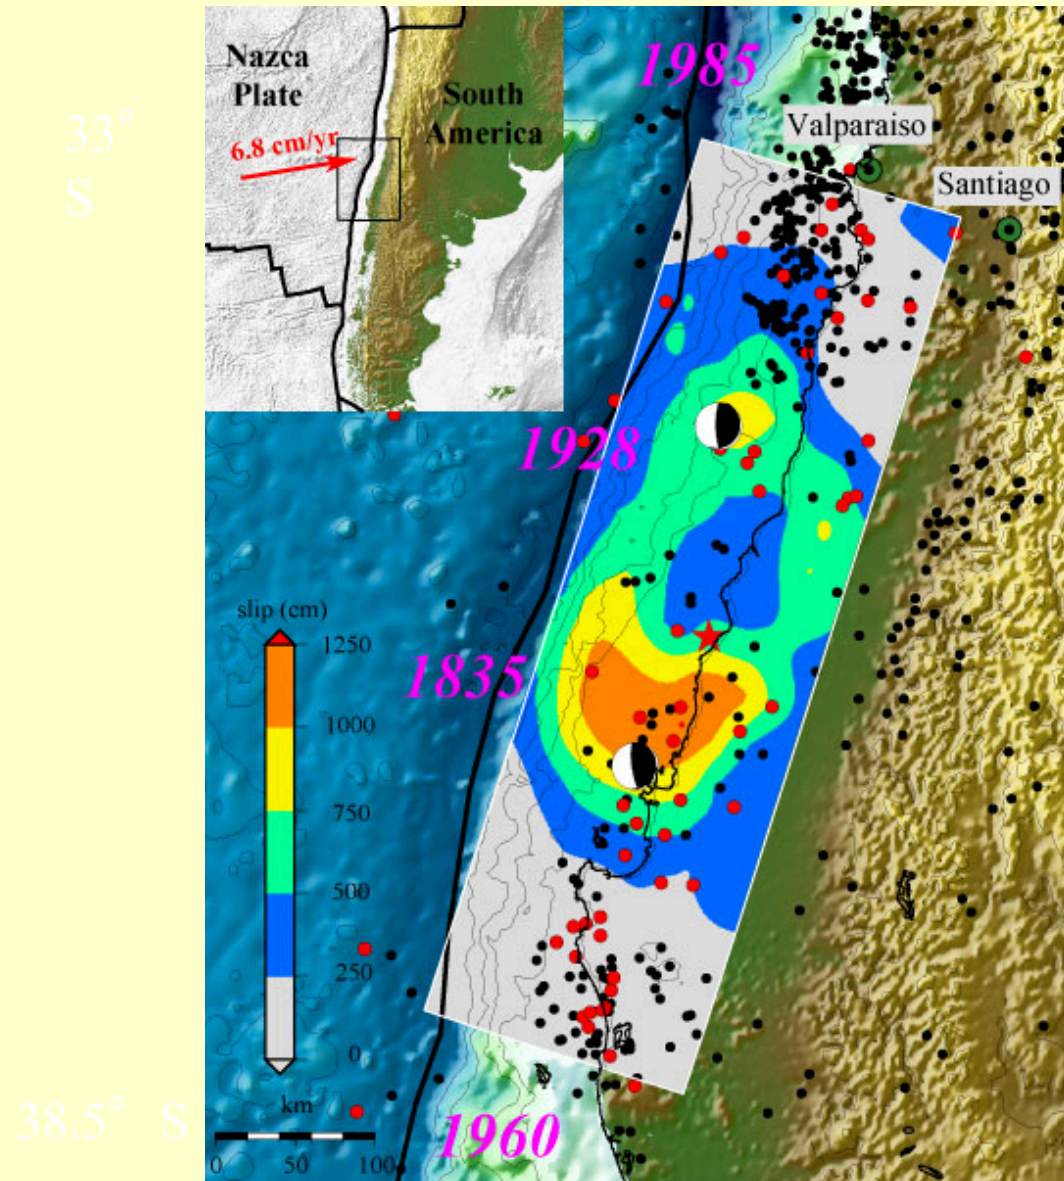 Nazca
Plate
South
America
6.8 cm/yr
1985
33°
S
Valparaiso
Santiago
1928
slip (cm)
1250
1000
750
500
250
0
1835
km
0 50 100
38.5° S
1960